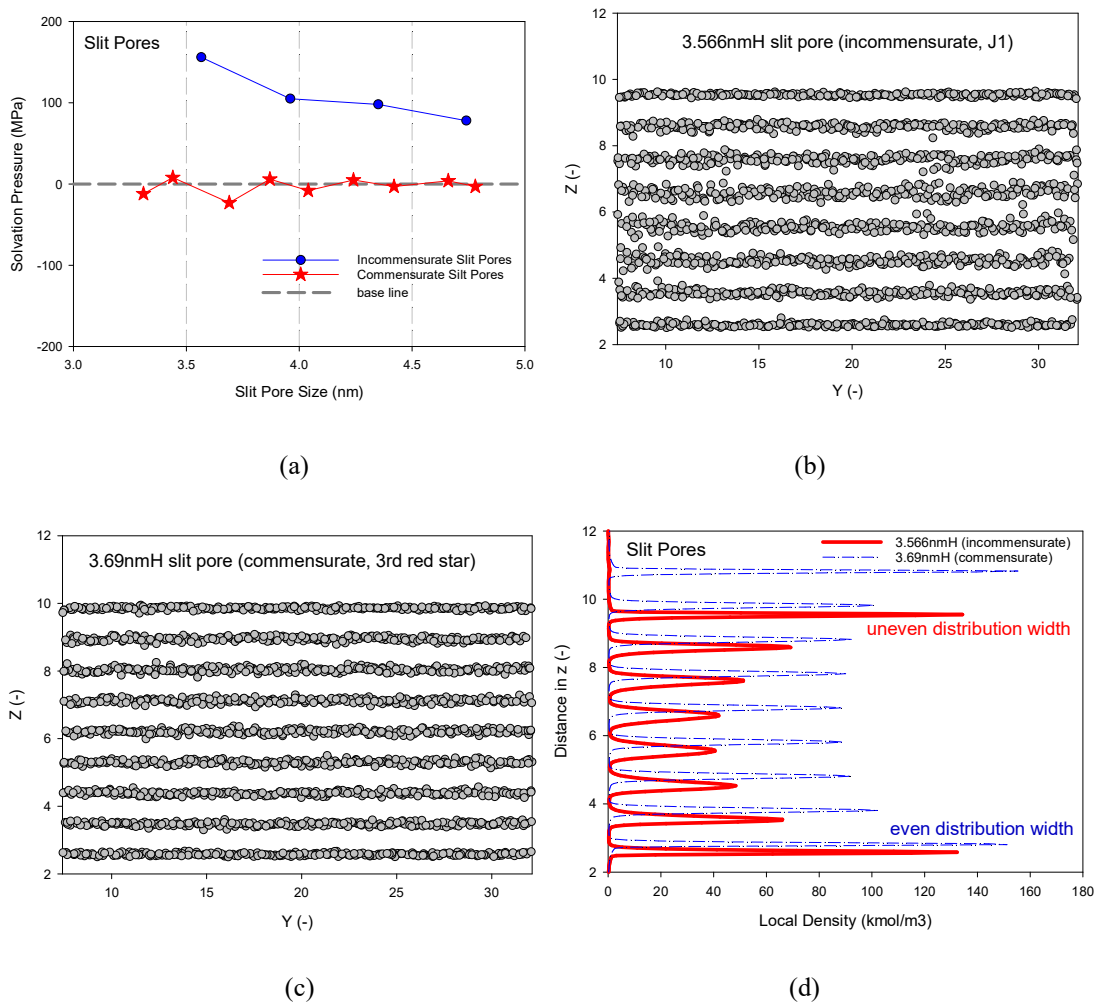 Slit Pores
200
100
0
-100
-200
3.0
3.5
4.0
4.5
5.0
Solvation Pressure (MPa)
Slit Pore Size (nm)
Incommensurate Slit Pores
Commensurate Silt Pores
base line
(a)
3.566nmH slit pore (incommensurate, J1)
12
10
8
6
4
2
10
15
20
25
30
Z (-)
Y (-)
(b)
3.69nmH slit pore (commensurate, 3rd red star)
12
10
8
6
4
2
10
15
20
25
30
Z (-)
Y (-)
(c)
Slit Pores
3.566nmH (incommensurate)
3.69nmH (commensurate)
uneven distribution width
even distribution width
12
10
8
6
4
2
0
20
40
60
80
100
120
140
160
180
Distance in z (-)
Local Density (kmol/m3)
(d)